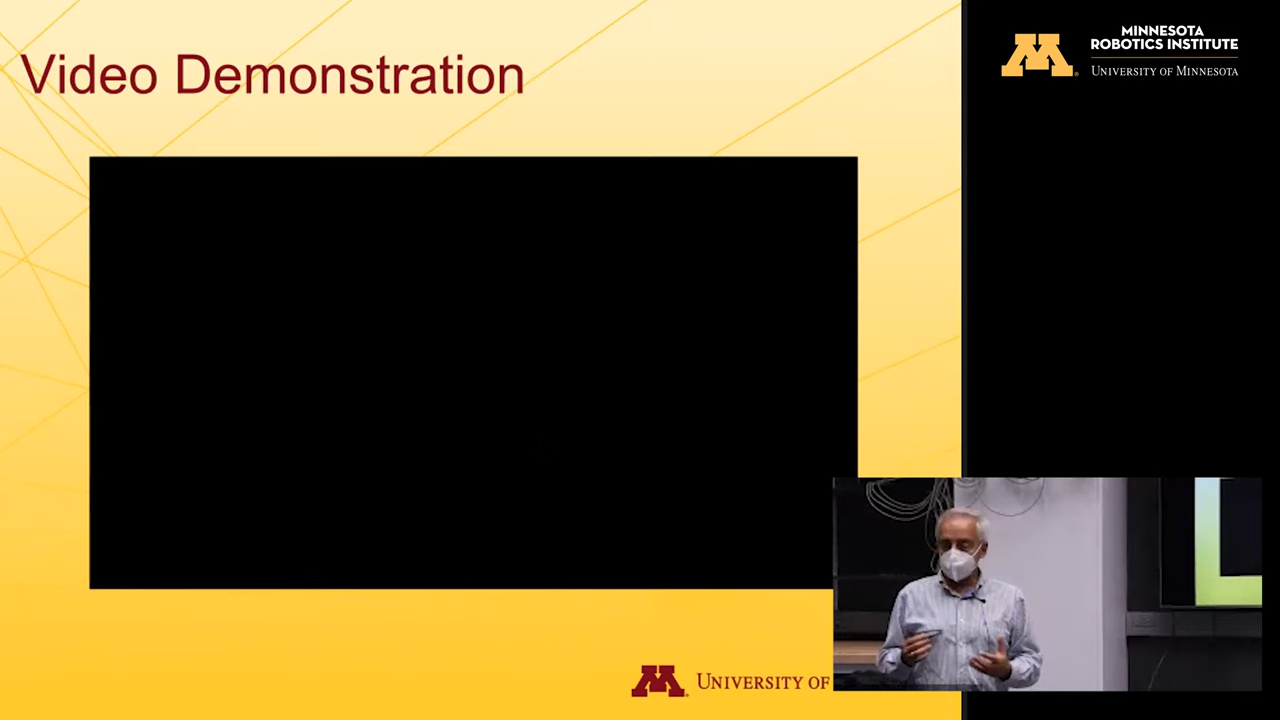 Video Demonstration
MINNESOTA
ROBOTICS INSTITUTE
UNIVERSITY OF MINNESOTA
UNIVERSITY OF